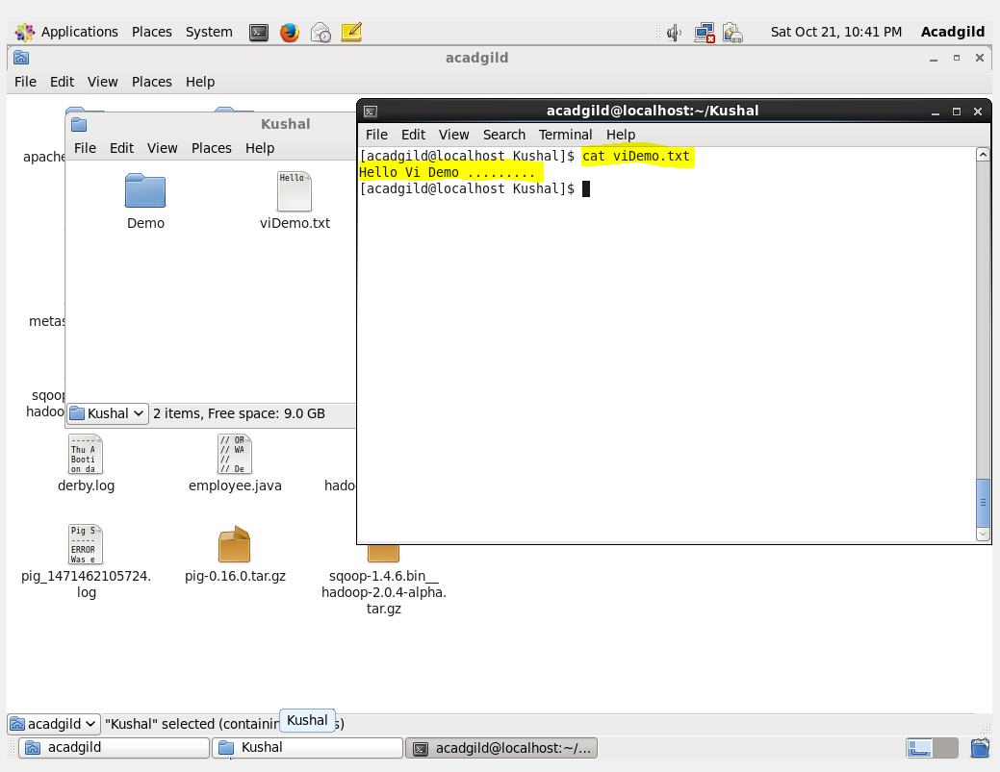 Applications Places System Sat Oct 21, 10:41 PM Acadgild
acadgild
File Edit View Places Help
apache
metas
sqoop
hadoo
Kushal
File Edit View Places Help
Hello
Demo
viDemo.txt
Kushal 2 items, Free space: 9.0 GB
acadgild@localhost:~/Kushal
File Edit View Search Terminal Help
[acadgild@localhost Kushal]$ cat viDemo.txt
Hello Vi Demo .........
[acadgild@localhost Kushal]$
-----
Thu A
Booti
on da
derby.log
// OR
// WA
//
// De
employee.java
hado
Pig S
-----
ERROR
Was e
pig_1471462105724.
log
pig-0.16.0.tar.gz
sqoop-1.4.6.bin__
hadoop-2.0.4-alpha.
tar.gz
acadgild "Kushal" selected (containin s)
Kushal
acadgild
Kushal
acadgild@localhost:~/...